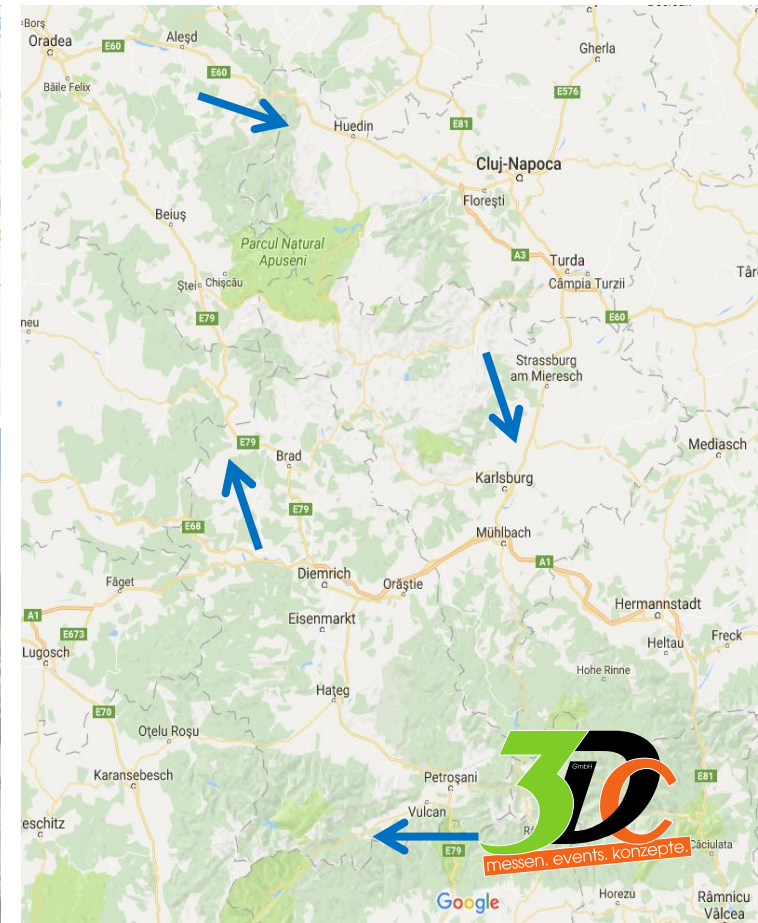 Borş
Oradea
E60
Aleşd
E60
Băile Felix
Gherla
E576
Huedin
E81
Cluj-Napoca
Floreşti
Beiuş
Parcul Natural
Apuseni
A3
Turda
Câmpia Turzii
Târ
Ştei
Chişcău
E79
E60
neu
Strassburg
am Mieresch
E79
Brad
Mediasch
Karlsburg
E79
E68
Mühlbach
A1
Făget
Diemrich
Orăştie
A1
Eisenmarkt
Hermannstadt
E673
Lugosch
Heltau
Freck
Hohe Rinne
Haţeg
E70
Oţelu Roşu
Karansebesch
Petroşani
E81
Vulcan
eschitz
3DC
GmbH
messen. events. konzepte.
E79
Căciulata
Google
Horezu
Râmnicu
Vâlcea